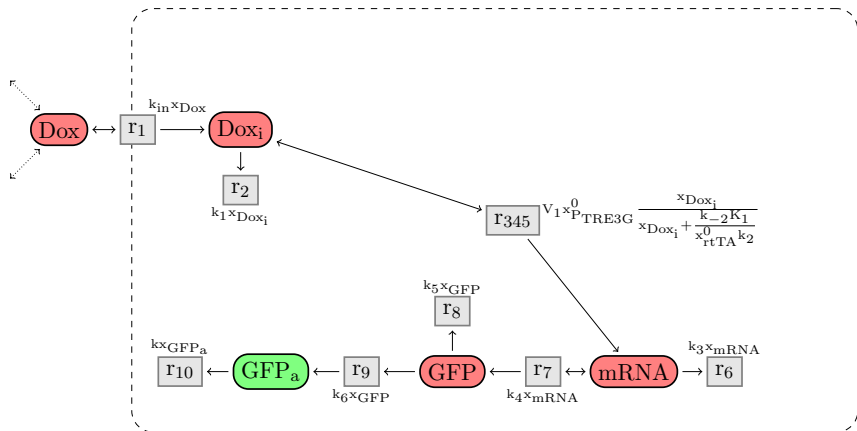 k_in x_Dox
Dox r_1 Dox_i
r_2
k_1 x_Dox_i
r_345 V_1 x^0_P_TRE3G x_Dox_i / (x_Dox_i + k_-2 K_1 / (x^0_rtTA k_2))
k_5 x_GFP
r_8
kx_GFP_a k_3 x_mRNA
r_10 GFP_a r_9 GFP r_7 mRNA r_6
k_6 x_GFP k_4 x_mRNA